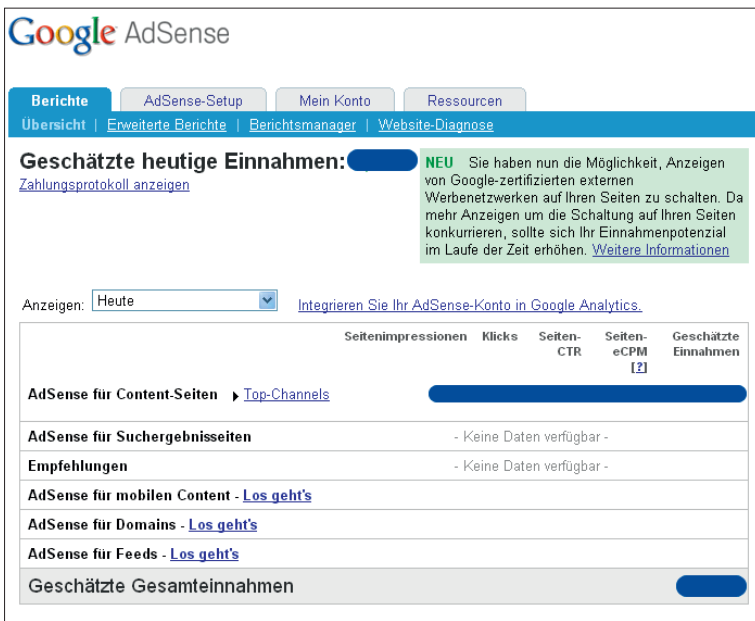 Google AdSense
Berichte AdSense-Setup Mein Konto Ressourcen
Übersicht | Erweiterte Berichte | Berichtsmanager | Website-Diagnose
Geschätzte heutige Einnahmen:
Zahlungsprotokoll anzeigen
NEU Sie haben nun die Möglichkeit, Anzeigen
von Google-zertifizierten externen
Werbenetzwerken auf Ihren Seiten zu schalten. Da
mehr Anzeigen um die Schaltung auf Ihren Seiten
konkurrieren, sollte sich Ihr Einnahmenpotenzial
im Laufe der Zeit erhöhen. Weitere Informationen
Anzeigen: Heute Integrieren Sie Ihr AdSense-Konto in Google Analytics.
Seitenimpressionen Klicks Seiten- Seiten- Geschätzte
CTR eCPM Einnahmen
[?]
AdSense für Content-Seiten Top-Channels
AdSense für Suchergebnisseiten - Keine Daten verfügbar -
Empfehlungen - Keine Daten verfügbar -
AdSense für mobilen Content - Los geht's
AdSense für Domains - Los geht's
AdSense für Feeds - Los geht's
Geschätzte Gesamteinnahmen